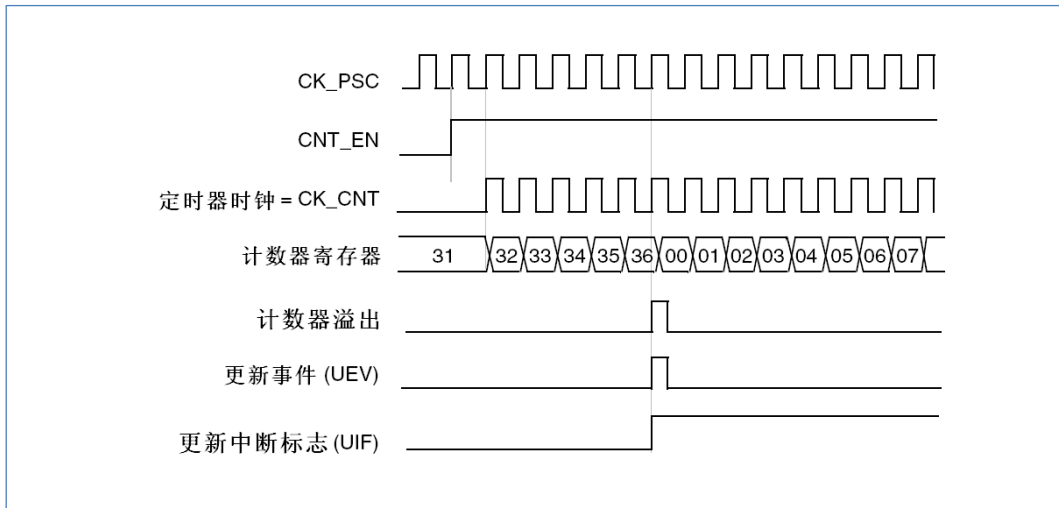 CK_PSC
CNT_EN
定时器时钟 = CK_CNT
计数器寄存器 31 32 33 34 35 36 00 01 02 03 04 05 06 07
计数器溢出
更新事件 (UEV)
更新中断标志 (UIF)